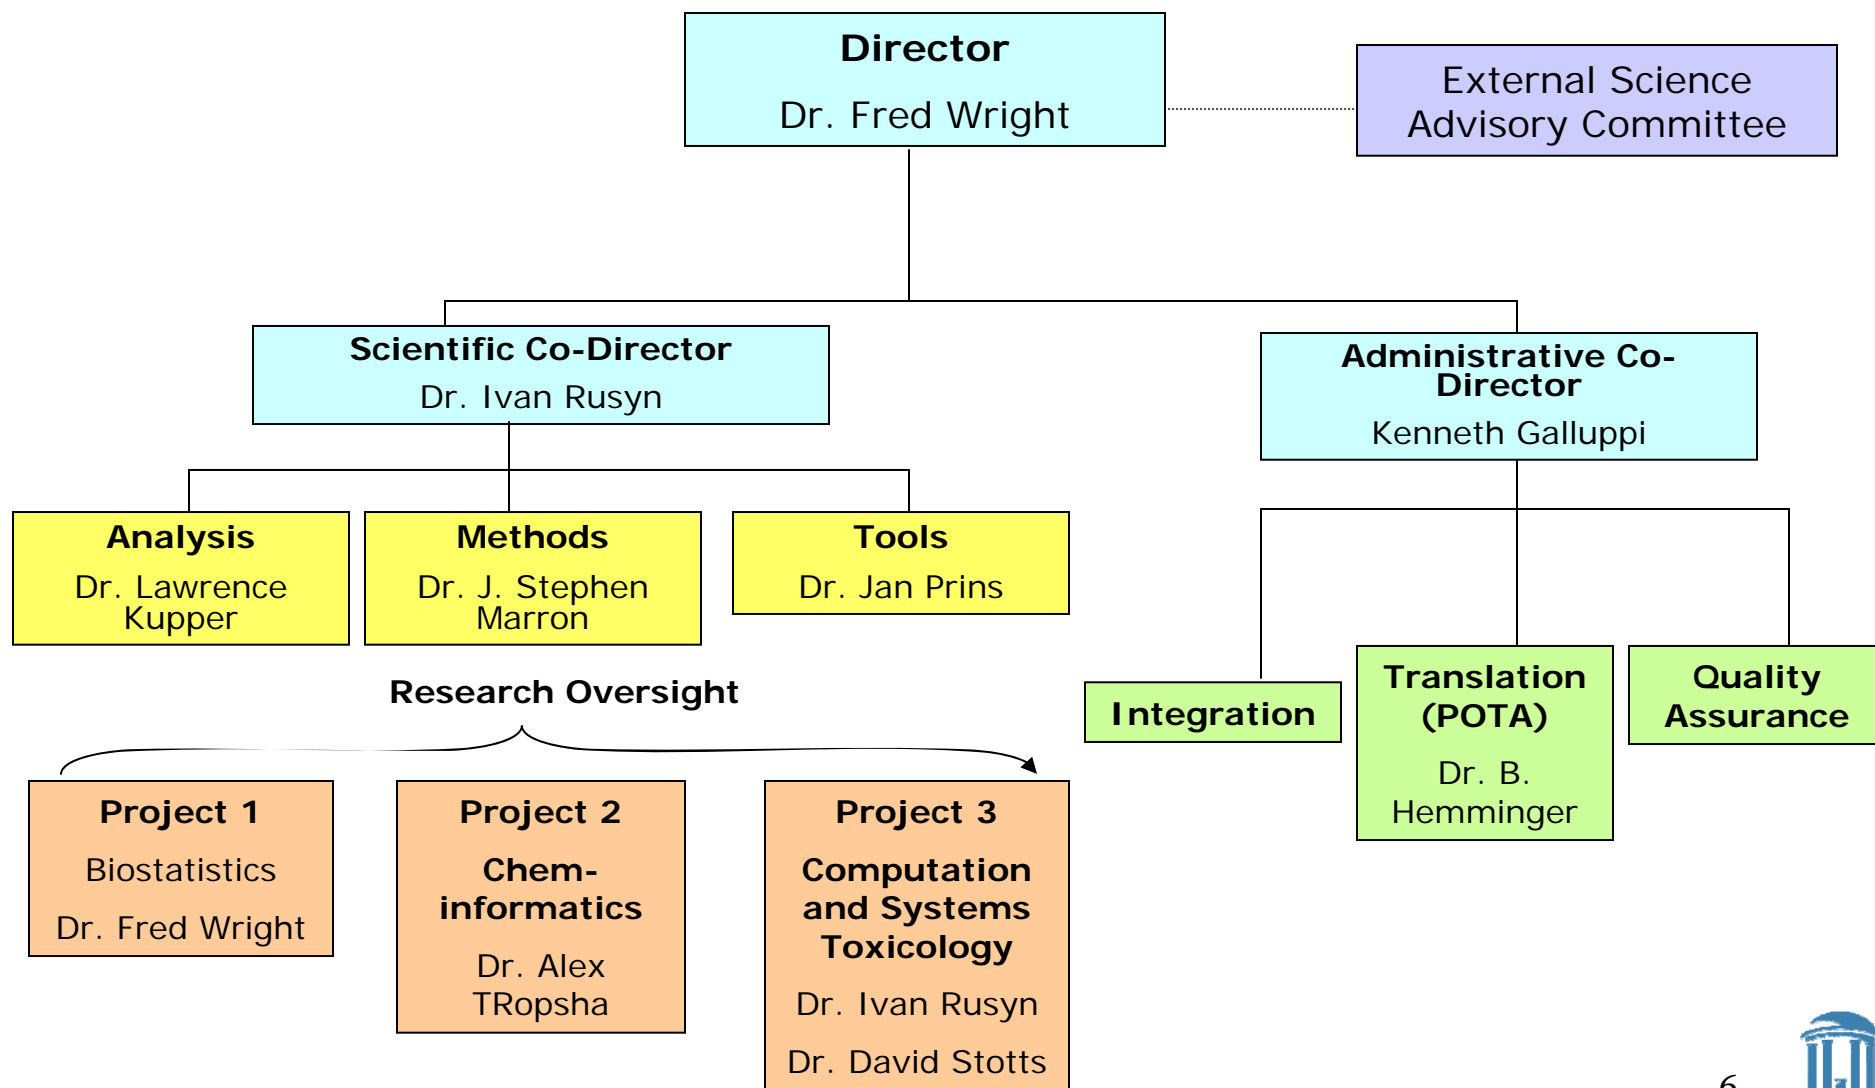 Director
Dr. Fred Wright
External Science
Advisory Committee
Scientific Co-Director
Dr. Ivan Rusyn
Administrative Co-
Director
Kenneth Galluppi
Analysis
Dr. Lawrence
Kupper
Methods
Dr. J. Stephen
Marron
Tools
Dr. Jan Prins
Research Oversight
Integration
Translation
(POTA)
Dr. B.
Hemminger
Quality
Assurance
Project 1
Biostatistics
Dr. Fred Wright
Project 2
Chem-
informatics
Dr. Alex
TRopsha
Project 3
Computation
and Systems
Toxicology
Dr. Ivan Rusyn
Dr. David Stotts
6